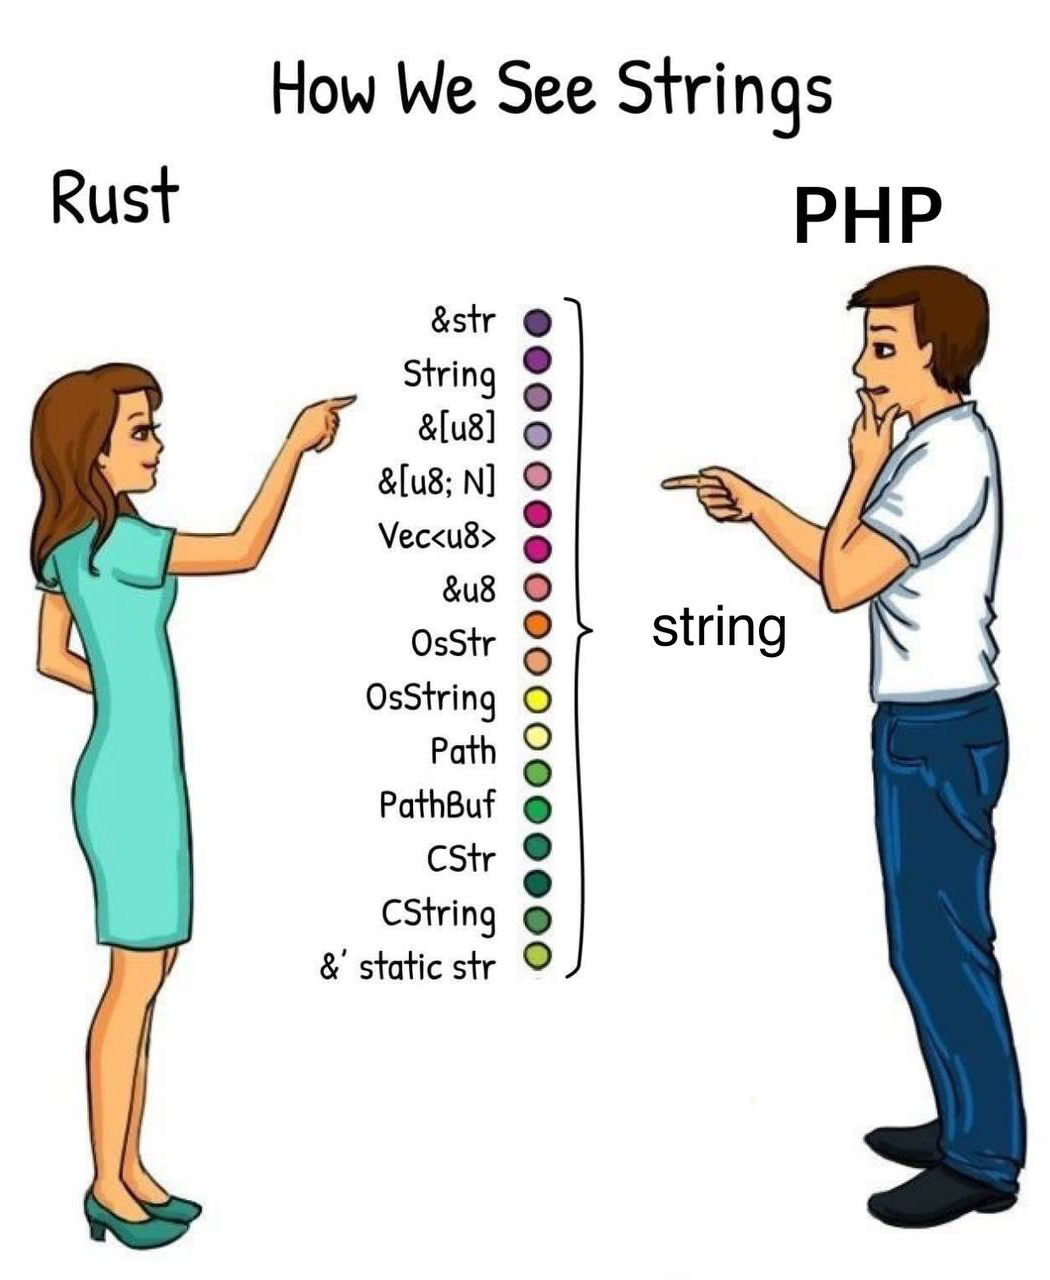 How We See Strings
Rust
PHP
&str
String
&[u8]
&[u8; N]
Vec<u8>
&u8
OsStr
OsString
Path
PathBuf
CStr
CString
&' static str
string